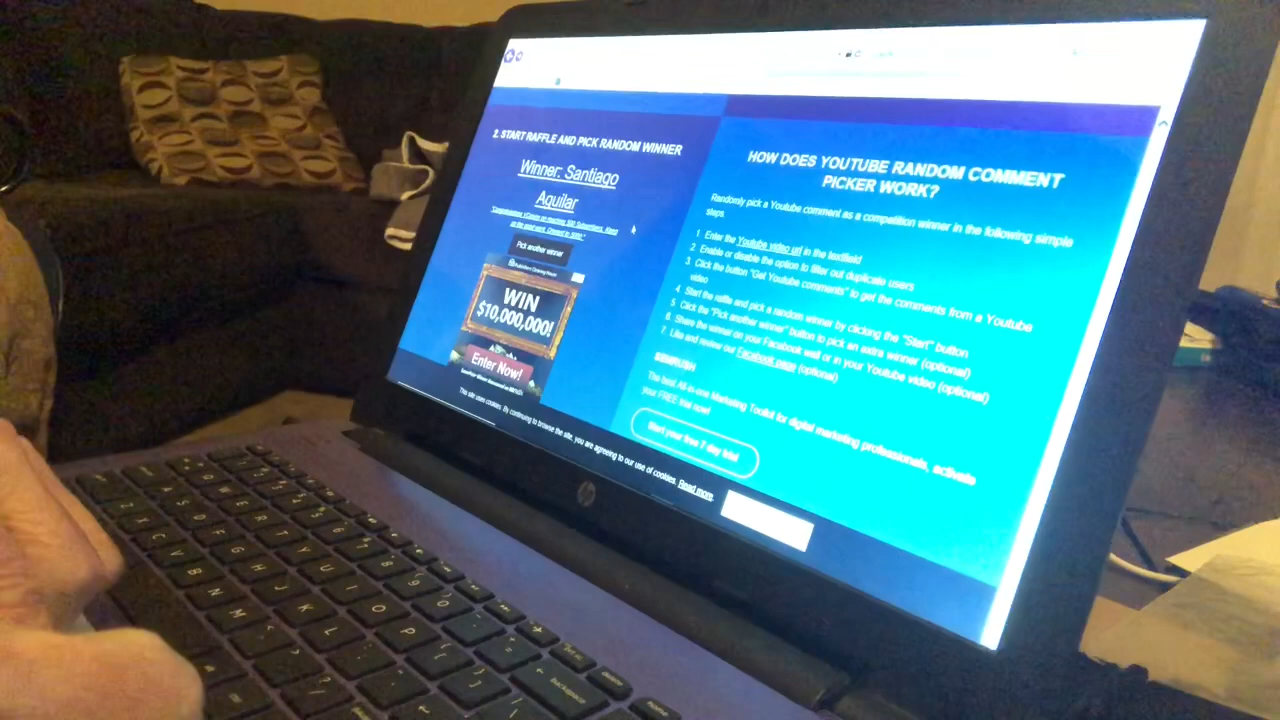 2. START RAFFLE AND PICK RANDOM WINNER
Winner: Santiago
Aguilar
Pick another winner
Publishers Clearing House
WIN
$10,000,000!
Enter Now!
HOW DOES YOUTUBE RANDOM COMMENT
PICKER WORK?
Randomly pick a Youtube comment as a competition winner in the following simple
steps
1. Enter the Youtube video url in the textfield
2. Enable or disable the option to filter out duplicate users
3. Click the button "Get Youtube comments" to get the comments from a Youtube
video
4. Start the raffle and pick a random winner by clicking the "Start" button
5. Click the "Pick another winner" button to pick an extra winner (optional)
6. Share the winner on your Facebook wall or in your Youtube video (optional)
7. Like and review our Facebook page (optional)
SEMRUSH
The best All-in-one Marketing Toolkit for digital marketing professionals, activate
your FREE trial now!
Start your free 7 day trial
This site uses cookies. By continuing to browse the site, you are agreeing to our use of cookies. Read more.
hp
E R T Y U I O P
A S D F G H J K L
Z X C V B N M
backspace
delete
home